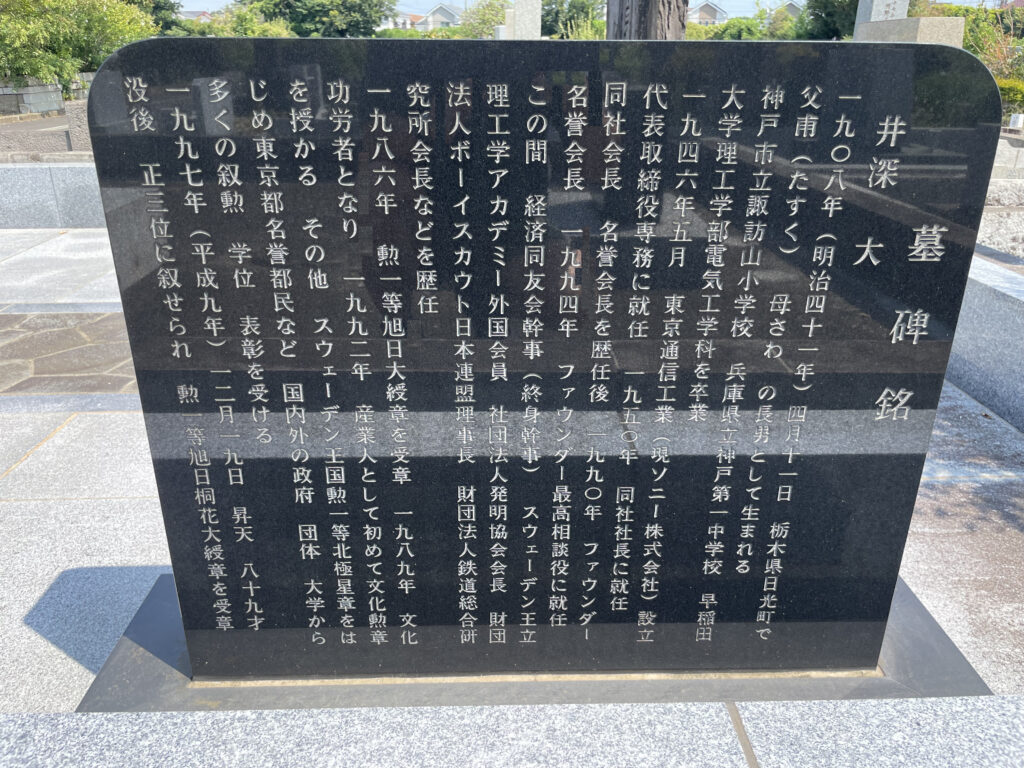 墓碑銘
井深 大
一九〇八年（明治四十一年）四月十一日 栃木県日光町で
父甫（たすく） 母さわ の長男として生まれる
神戸市立諏訪山小学校 兵庫県立神戸第一中学校 早稲田
大学理工学部電気工学科を卒業
一九四六年五月 東京通信工業（現ソニー株式会社）設立
代表取締役専務に就任 一九五〇年 同社社長に就任
同社会長 名誉会長を歴任後 一九九〇年 ファウンダー
名誉会長 一九九四年 ファウンダー最高相談役に就任
この間 経済同友会幹事（終身幹事） スウェーデン王立
理工学アカデミー外国会員 社団法人発明協会会長 財団
法人ボーイスカウト日本連盟理事長 財団法人鉄道総合研
究所会長などを歴任
一九八六年 勲一等旭日大綬章を受章 一九八九年 文化
功労者となり 一九九二年 産業人として初めて文化勲章
を授かる その他 スウェーデン王国勲一等北極星章をは
じめ東京都名誉都民など 国内外の政府 団体 大学から
多くの叙勲 学位 表彰を受ける
一九九七年（平成九年）一二月一九日 昇天 八十九才
没後 正三位に叙せられ 勲一等旭日桐花大綬章を受章